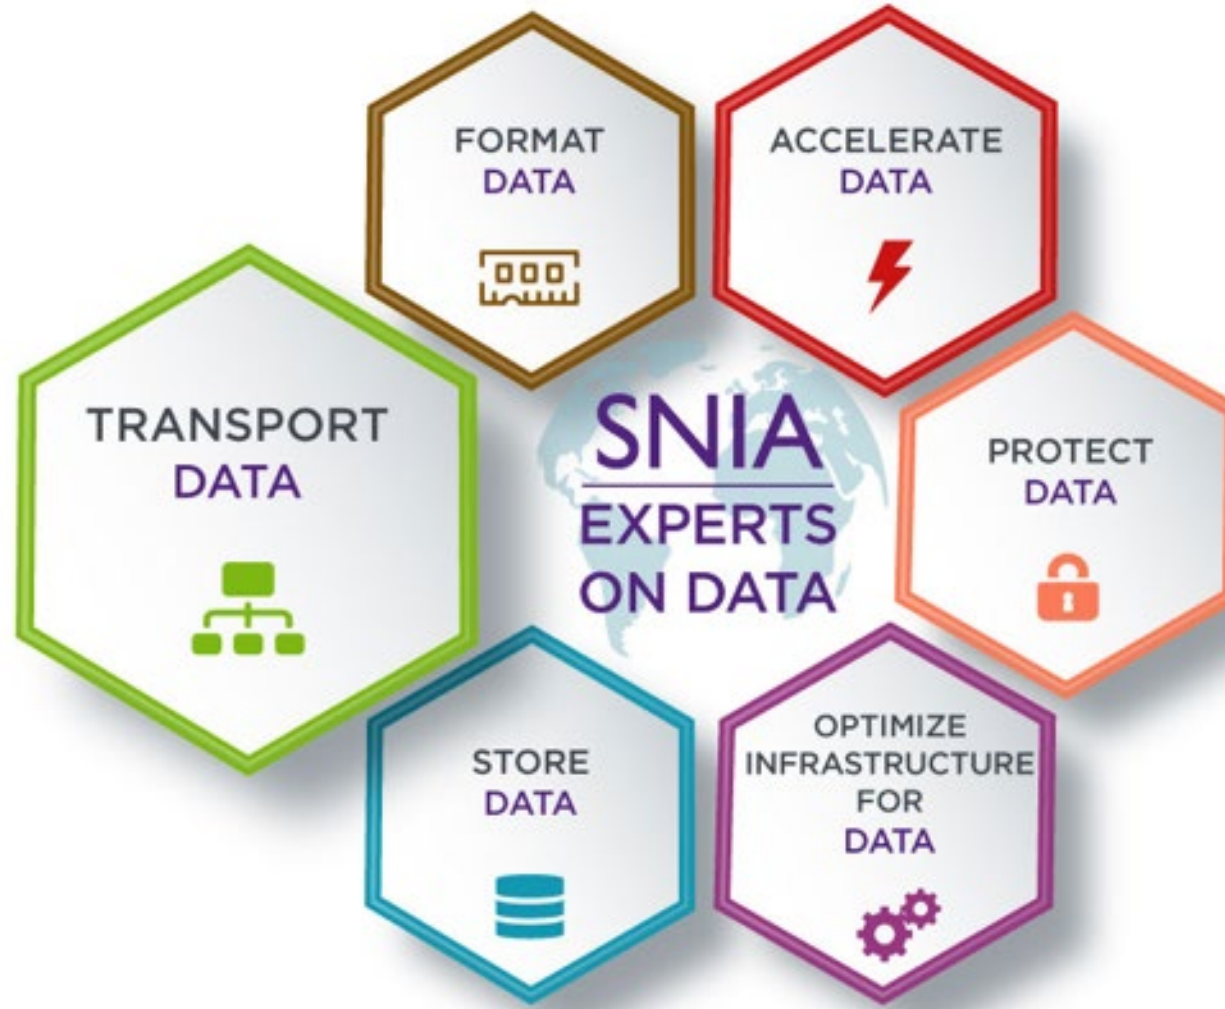 FORMAT
DATA
ACCELERATE
DATA
TRANSPORT
DATA
SNIA
EXPERTS
ON DATA
PROTECT
DATA
STORE
DATA
OPTIMIZE
INFRASTRUCTURE
FOR
DATA